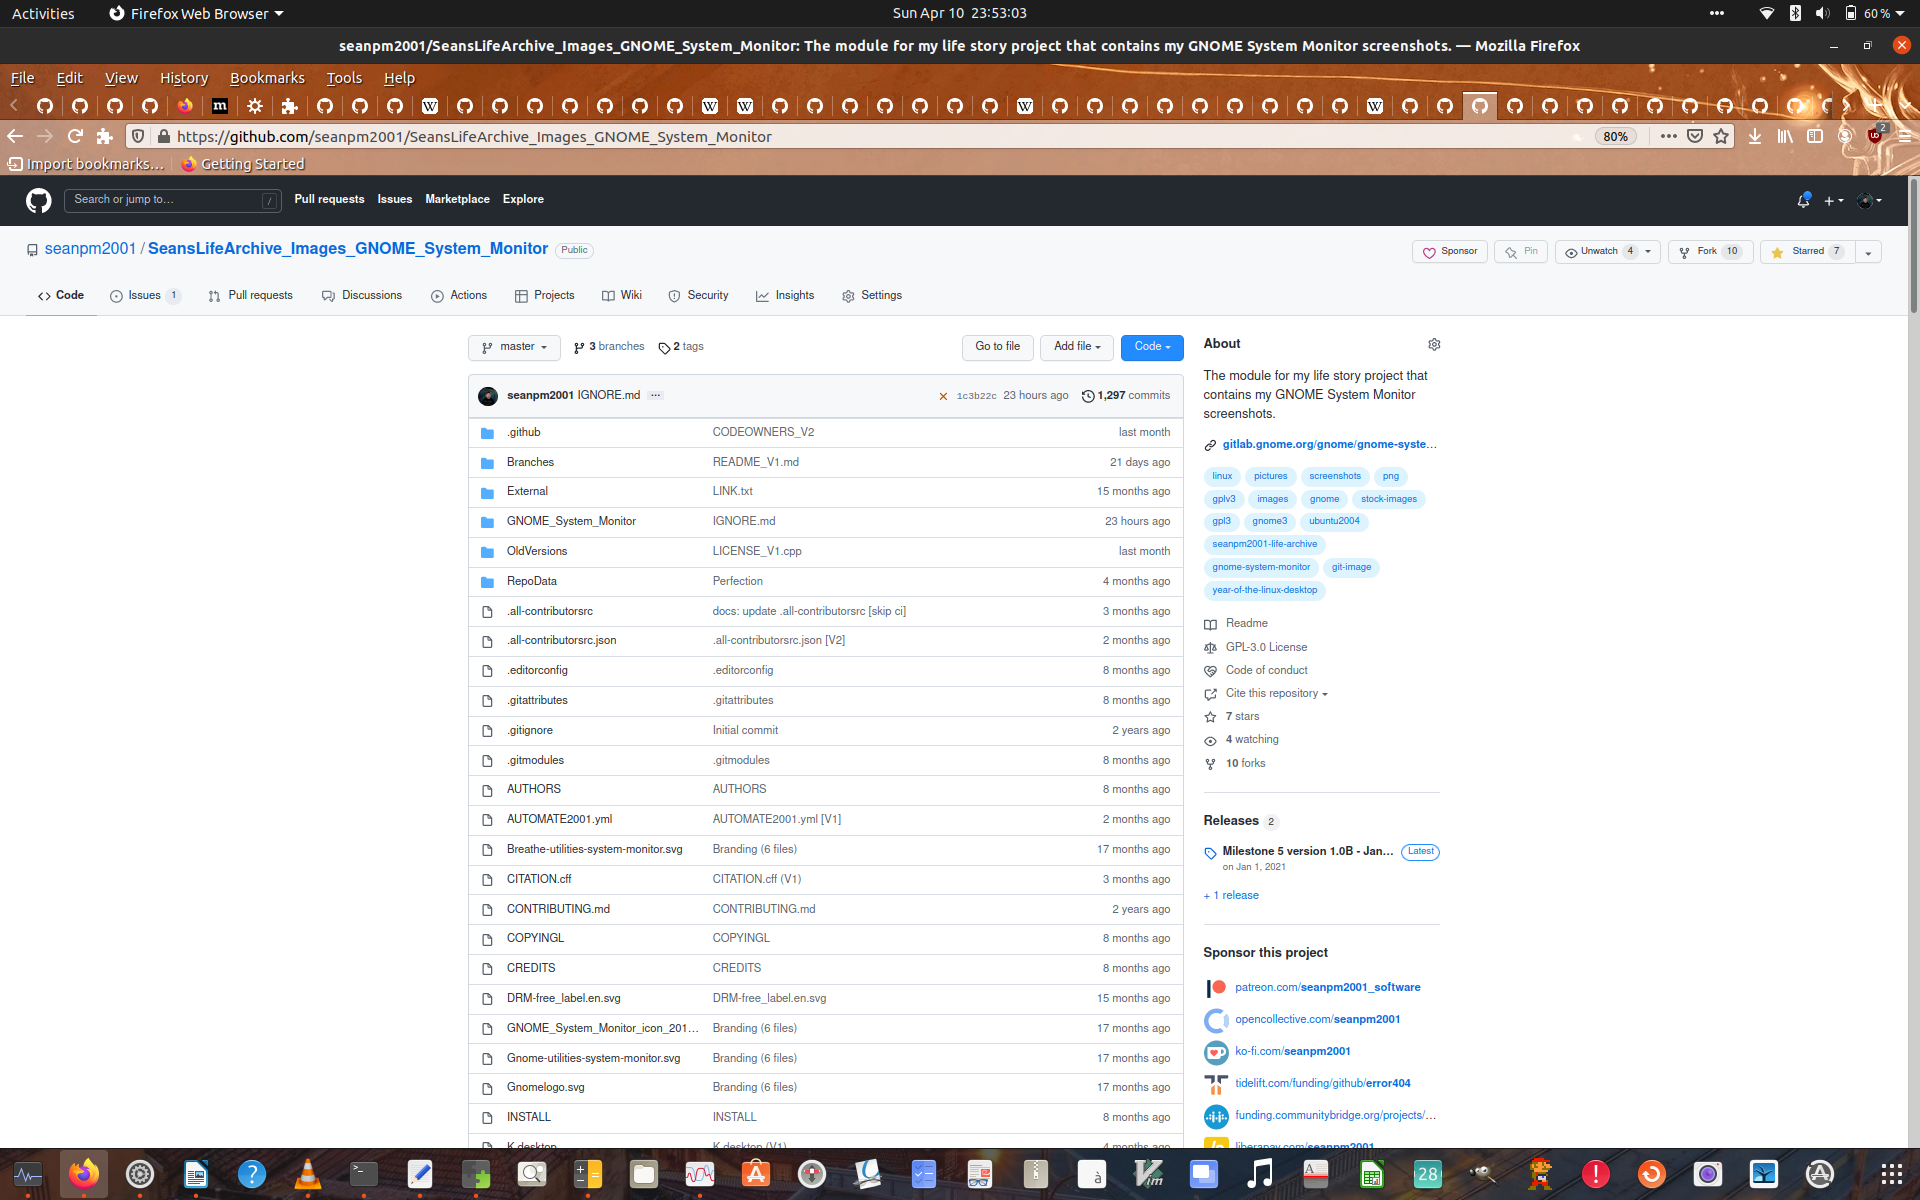 Activities
Firefox Web Browser
Sun Apr 10 23:53:03
60 %
seanpm2001/SeansLifeArchive_Images_GNOME_System_Monitor: The module for my life story project that contains my GNOME System Monitor screenshots. — Mozilla Firefox
File Edit View History Bookmarks Tools Help
https://github.com/seanpm2001/SeansLifeArchive_Images_GNOME_System_Monitor
80%
2
Import bookmarks...
Getting Started
Search or jump to...
/
Pull requests Issues Marketplace Explore
seanpm2001 / SeansLifeArchive_Images_GNOME_System_Monitor Public
Sponsor
Pin
Unwatch 4
Fork 10
Starred 7
Code
Issues 1
Pull requests
Discussions
Actions
Projects
Wiki
Security
Insights
Settings
master
3 branches
2 tags
Go to file
Add file
Code
seanpm2001 IGNORE.md ...
1c3b22c 23 hours ago 1,297 commits
.github CODEOWNERS_V2 last month
Branches README_V1.md 21 days ago
External LINK.txt 15 months ago
GNOME_System_Monitor IGNORE.md 23 hours ago
OldVersions LICENSE_V1.cpp last month
RepoData Perfection 4 months ago
.all-contributorsrc docs: update .all-contributorsrc [skip ci] 3 months ago
.all-contributorsrc.json .all-contributorsrc.json [V2] 2 months ago
.editorconfig .editorconfig 8 months ago
.gitattributes .gitattributes 8 months ago
.gitignore Initial commit 2 years ago
.gitmodules .gitmodules 8 months ago
AUTHORS AUTHORS 8 months ago
AUTOMATE2001.yml AUTOMATE2001.yml [V1] 2 months ago
Breathe-utilities-system-monitor.svg Branding (6 files) 17 months ago
CITATION.cff CITATION.cff (V1) 3 months ago
CONTRIBUTING.md CONTRIBUTING.md 2 years ago
COPYINGL COPYINGL 8 months ago
CREDITS CREDITS 8 months ago
DRM-free_label.en.svg DRM-free_label.en.svg 15 months ago
GNOME_System_Monitor_icon_201... Branding (6 files) 17 months ago
Gnome-utilities-system-monitor.svg Branding (6 files) 17 months ago
Gnomelogo.svg Branding (6 files) 17 months ago
INSTALL INSTALL 8 months ago
K.desktop K.desktop (V1) 4 months ago
About
The module for my life story project that
contains my GNOME System Monitor
screenshots.
gitlab.gnome.org/gnome/gnome-syste...
linux pictures screenshots png
gplv3 images gnome stock-images
gpl3 gnome3 ubuntu2004
seanpm2001-life-archive
gnome-system-monitor git-image
year-of-the-linux-desktop
Readme
GPL-3.0 License
Code of conduct
Cite this repository
7 stars
4 watching
10 forks
Releases 2
Milestone 5 version 1.0B - Jan... Latest
on Jan 1, 2021
+ 1 release
Sponsor this project
patreon.com/seanpm2001_software
opencollective.com/seanpm2001
ko-fi.com/seanpm2001
tidelift.com/funding/github/error404
funding.communitybridge.org/projects/...
liberapay.com/seanpm2001
28